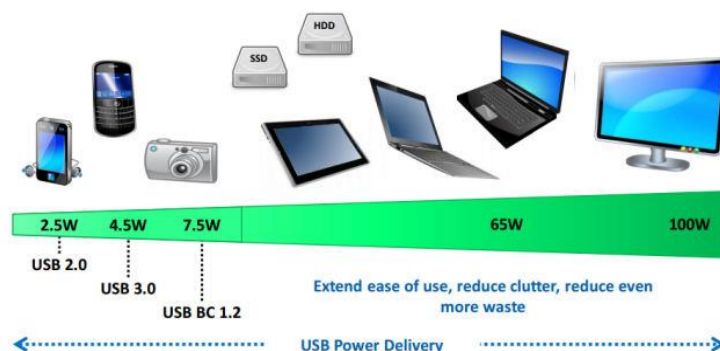 HDD
SSD
2.5W 4.5W 7.5W 65W 100W
USB 2.0
USB 3.0
USB BC 1.2
Extend ease of use, reduce clutter, reduce even
more waste
USB Power Delivery